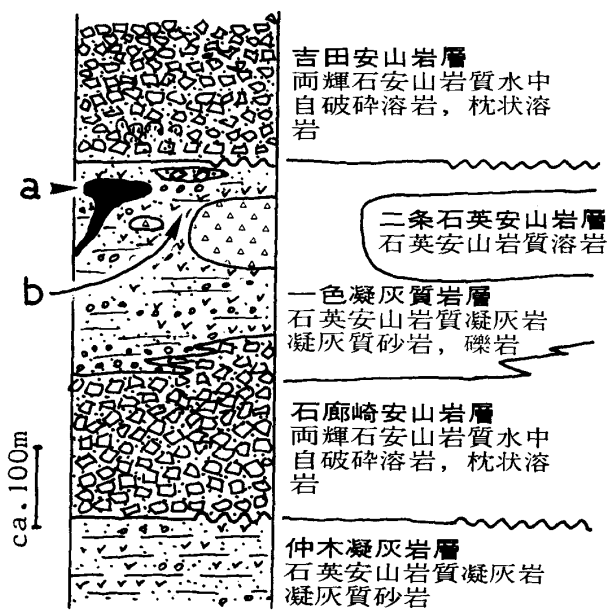 吉田安山岩層
両輝石安山岩質水中
自破砕溶岩，枕状溶
岩
a
二条石英安山岩層
石英安山岩質溶岩
b
一色凝灰質岩層
石英安山岩質凝灰岩
凝灰質砂岩，礫岩
石廊崎安山岩層
両輝石安山岩質水中
自破砕溶岩，枕状溶
岩
ca.100m
仲木凝灰岩層
石英安山岩質凝灰岩
凝灰質砂岩